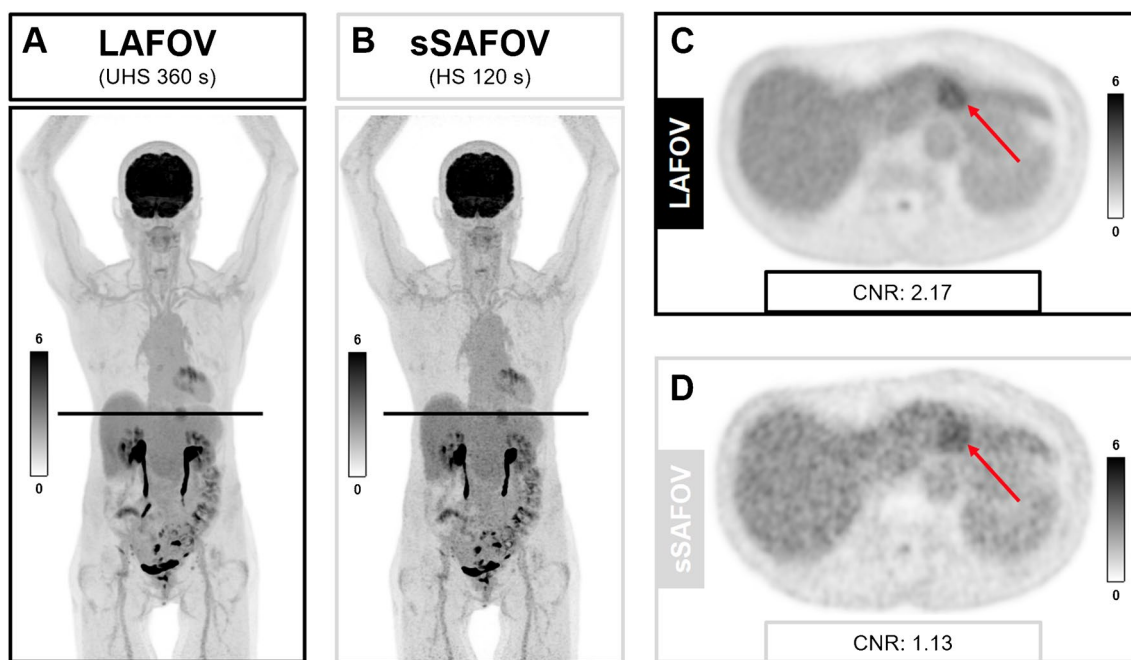 A
LAFOV
(UHS 360 s)
B
sSAFOV
(HS 120 s)
6
0
6
0
C
LAFOV
6
0
CNR: 2.17
D
sSAFOV
6
0
CNR: 1.13